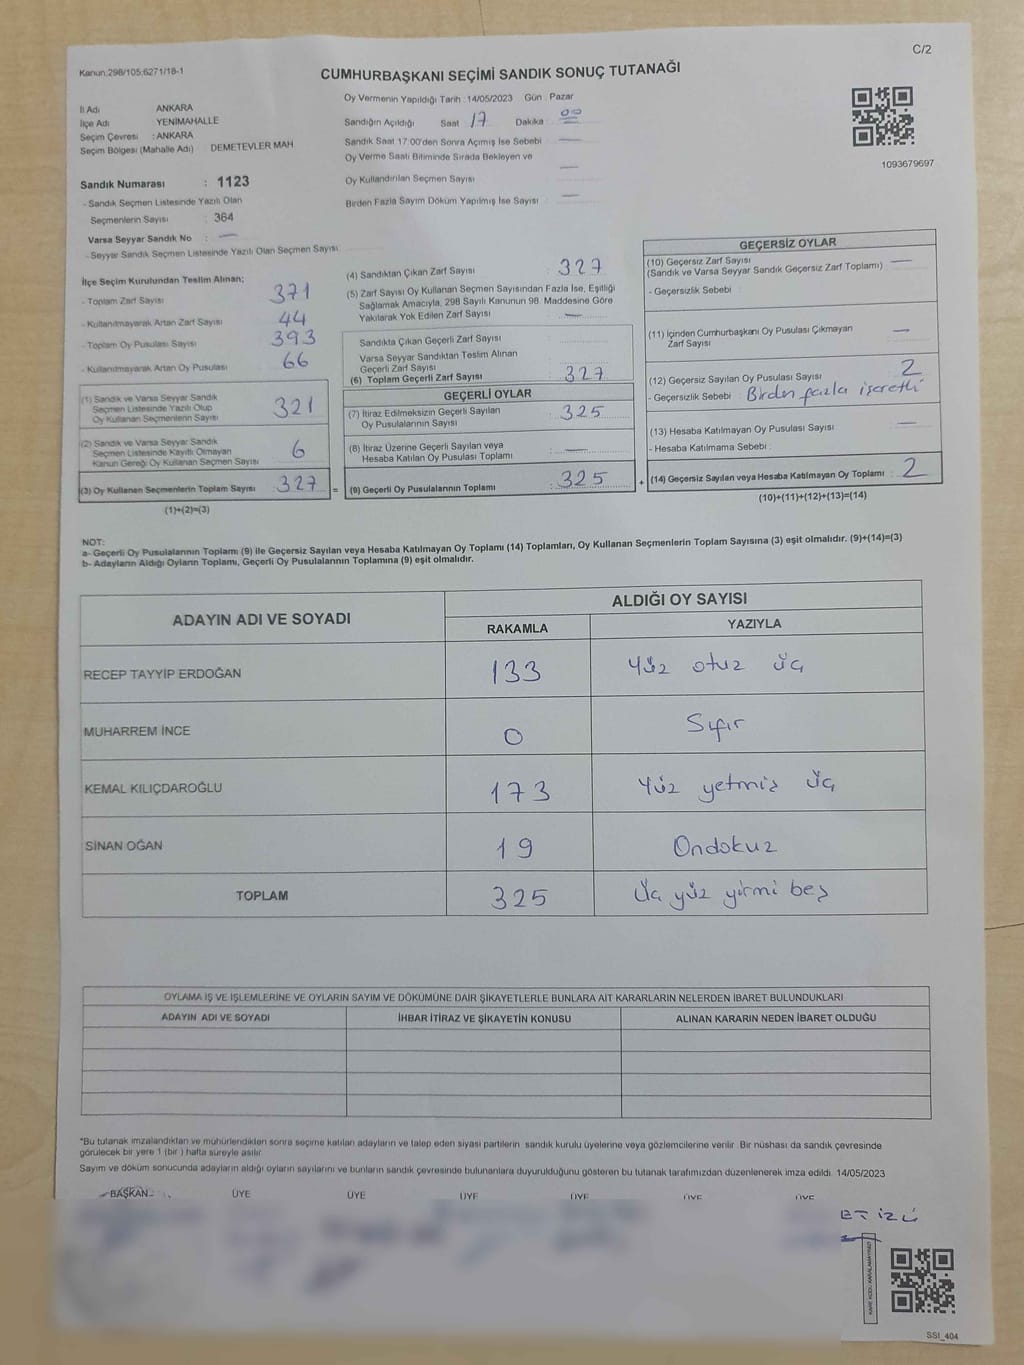 C/2
Kanun:298/105;6271/18-1
CUMHURBAŞKANI SEÇİMİ SANDIK SONUÇ TUTANAĞI
İl Adı ANKARA
İlçe Adı YENİMAHALLE
Seçim Çevresi : ANKARA
Seçim Bölgesi (Mahalle Adı) DEMETEVLER MAH
Oy Vermenin Yapıldığı Tarih : 14/05/2023 Gün : Pazar
Sandığın Açıldığı Saat 17 Dakika 00
Sandık Saat 17:00'den Sonra Açımış İse Sebebi —
Oy Verme Saati Bitiminde Sırada Bekleyen ve
Oy Kullandırılan Seçmen Sayısı —
Birden Fazla Sayım Döküm Yapılmış İse Sayısı —
1093679697
Sandık Numarası : 1123
- Sandık Seçmen Listesinde Yazılı Olan
Seçmenlerin Sayısı : 364
Varsa Seyyar Sandık No : —
- Seyyar Sandık Seçmen Listesinde Yazılı Olan Seçmen Sayısı
İlçe Seçim Kurulundan Teslim Alınan;
- Toplam Zarf Sayısı 371
- Kullanılmayarak Artan Zarf Sayısı 44
- Toplam Oy Pusulası Sayısı 393
- Kullanılmayarak Artan Oy Pusulası 66
(1) Sandık ve Varsa Seyyar Sandık
Seçmen Listesinde Yazılı Olup
Oy Kullanan Seçmenlerin Sayısı 321
(2) Sandık ve Varsa Seyyar Sandık
Seçmen Listesinde Kayıtlı Olmayan
Kanun Gereği Oy Kullanan Seçmen Sayısı 6
(3) Oy Kullanan Seçmenlerin Toplam Sayısı 327 =
(1)+(2)=(3)
(4) Sandıktan Çıkan Zarf Sayısı : 327
(5) Zarf Sayısı Oy Kullanan Seçmen Sayısından Fazla İse, Eşitliği
Sağlamak Amacıyla, 298 Sayılı Kanunun 98. Maddesine Göre
Yakılarak Yok Edilen Zarf Sayısı : —
Sandıkta Çıkan Geçerli Zarf Sayısı
Varsa Seyyar Sandıktan Teslim Alınan
Geçerli Zarf Sayısı
(6) Toplam Geçerli Zarf Sayısı : 327
GEÇERLİ OYLAR
(7) İtiraz Edilmeksizin Geçerli Sayılan
Oy Pusulalarının Sayısı : 325
(8) İtiraz Üzerine Geçerli Sayılan veya
Hesaba Katılan Oy Pusulası Toplamı : —
(9) Geçerli Oy Pusulalarının Toplamı : 325 +
GEÇERSİZ OYLAR
(10) Geçersiz Zarf Sayısı —
(Sandık ve Varsa Seyyar Sandık Geçersiz Zarf Toplamı)
- Geçersizlik Sebebi :
(11) İçinden Cumhurbaşkanı Oy Pusulası Çıkmayan
Zarf Sayısı —
(12) Geçersiz Sayılan Oy Pusulası Sayısı : 2
- Geçersizlik Sebebi : Birden fazla işaretli
(13) Hesaba Katılmayan Oy Pusulası Sayısı : —
- Hesaba Katılmama Sebebi :
(14) Geçersiz Sayılan veya Hesaba Katılmayan Oy Toplamı : 2
(10)+(11)+(12)+(13)=(14)
NOT:
a- Geçerli Oy Pusulalarının Toplamı (9) ile Geçersiz Sayılan veya Hesaba Katılmayan Oy Toplamı (14) Toplamları, Oy Kullanan Seçmenlerin Toplam Sayısına (3) eşit olmalıdır. (9)+(14)=(3)
b- Adayların Aldığı Oyların Toplamı, Geçerli Oy Pusulalarının Toplamına (9) eşit olmalıdır.
ADAYIN ADI VE SOYADI
ALDIĞI OY SAYISI
RAKAMLA YAZIYLA
RECEP TAYYİP ERDOĞAN 133 Yüz otuz üç
MUHARREM İNCE 0 Sıfır
KEMAL KILIÇDAROĞLU 173 Yüz yetmiş üç
SİNAN OĞAN 19 Ondokuz
TOPLAM 325 Üç yüz yirmi beş
OYLAMA İŞ VE İŞLEMLERİNE VE OYLARIN SAYIM VE DÖKÜMÜNE DAİR ŞİKAYETLERLE BUNLARA AİT KARARLARIN NELERDEN İBARET BULUNDUKLARI
ADAYIN ADI VE SOYADI İHBAR İTİRAZ VE ŞİKAYETİN KONUSU ALINAN KARARIN NEDEN İBARET OLDUĞU
*Bu tutanak imzalandıktan ve mühürlendikten sonra seçime katılan adayların ve talep eden siyasi partilerin sandık kurulu üyelerine veya gözlemcilerine verilir. Bir nüshası da sandık çevresinde
görülecek bir yere 1 (bir) hafta süreyle asılır.
Sayım ve döküm sonucunda adayların aldığı oyların sayılarını ve bunların sandık çevresinde bulunanlara duyurulduğunu gösteren bu tutanak tarafımızdan düzenlenerek imza edildi. 14/05/2023
BAŞKAN ÜYE ÜYE ÜYE ÜYE ÜYE ÜYE
SSI_404